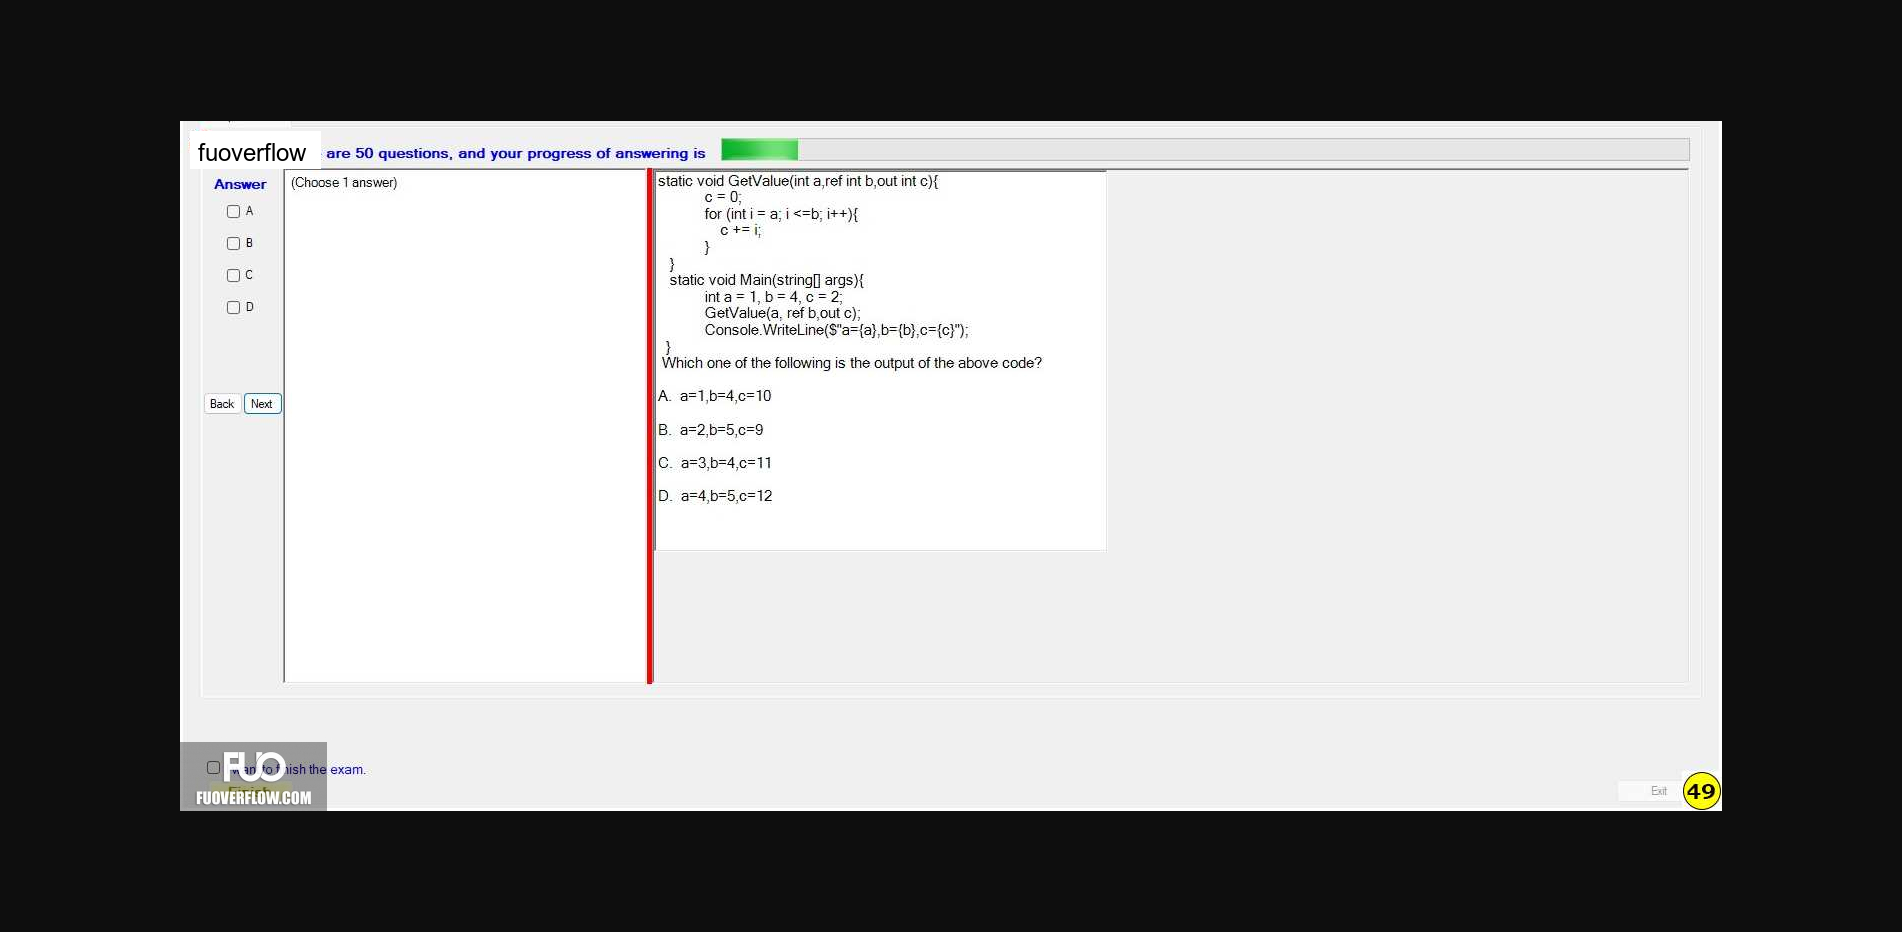 fuoverflow are 50 questions, and your progress of answering is
Answer
(Choose 1 answer)
A
B
C
D
Back Next
static void GetValue(int a,ref int b,out int c){
c = 0;
for (int i = a; i <=b; i++){
c += i;
}
}
static void Main(string[] args){
int a = 1, b = 4, c = 2;
GetValue(a, ref b,out c);
Console.WriteLine($"a={a},b={b},c={c}");
}
Which one of the following is the output of the above code?
A. a=1,b=4,c=10
B. a=2,b=5,c=9
C. a=3,b=4,c=11
D. a=4,b=5,c=12
FUO
want to finish the exam.
Finish
FUOVERFLOW.COM
Exit
49